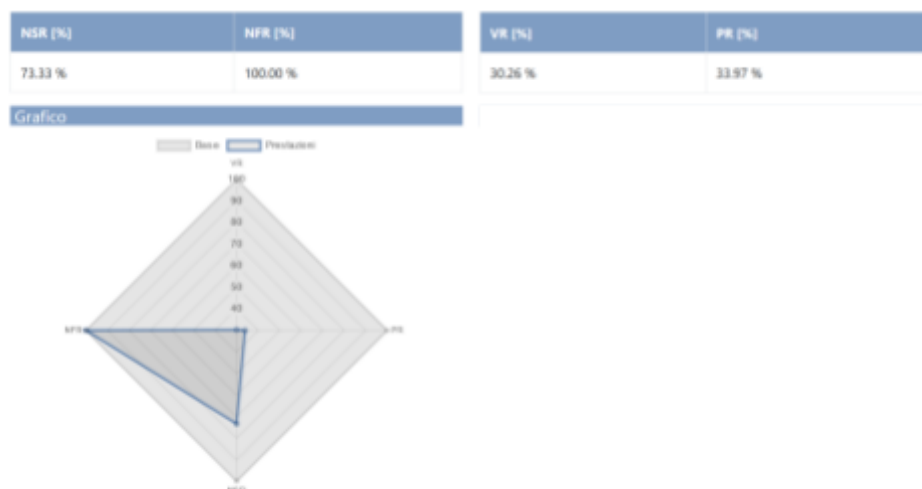 NSR [%] NFR [%] VR [%] PR [%]
73.33 % 100.00 % 30.26 % 33.97 %
Grafico
Base Prestazioni
VR
100
90
80
70
60
50
40
NFR PR
NSR